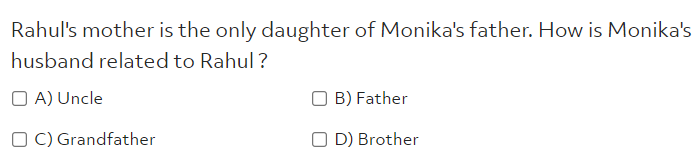 Rahul's mother is the only daughter of Monika's father. How is Monika's
husband related to Rahul ?
A) Uncle
B) Father
C) Grandfather
D) Brother